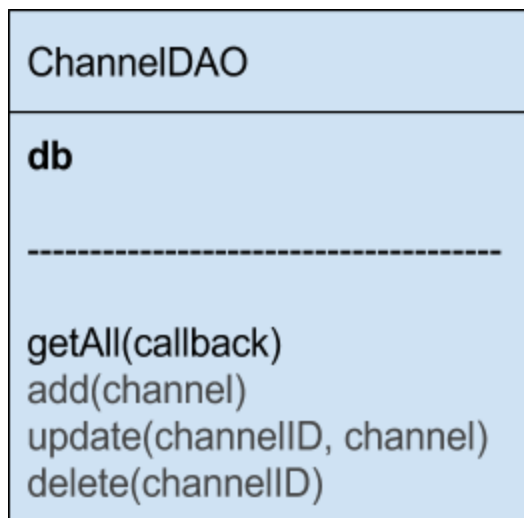 ChannelDAO
db
--------------------------------------
getAll(callback)
add(channel)
update(channelID, channel)
delete(channelID)